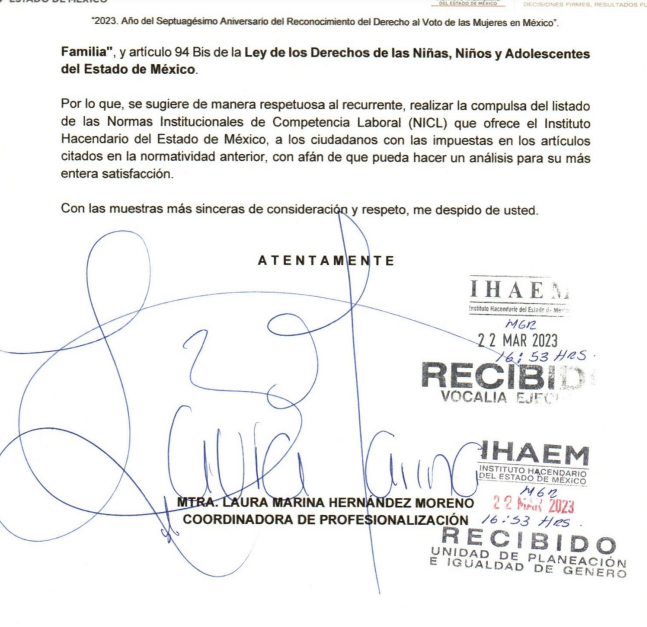 ESTADO DE MÉXICO
ESTADO DE MÉXICO
DECISIONES FIRMES, RESULTADOS
"2023. Año del Septuagésimo Aniversario del Reconocimiento del Derecho al Voto de las Mujeres en México".
Familia", y artículo 94 Bis de la Ley de los Derechos de las Niñas, Niños y Adolescentes
del Estado de México.
Por lo que, se sugiere de manera respetuosa al recurrente, realizar la compulsa del listado
de las Normas Institucionales de Competencia Laboral (NICL) que ofrece el Instituto
Hacendario del Estado de México, a los ciudadanos con las impuestas en los artículos
citados en la normatividad anterior, con afán de que pueda hacer un análisis para su más
entera satisfacción.
Con las muestras más sinceras de consideración y respeto, me despido de usted.
ATENTAMENTE
IHAEM
Instituto Hacendario del Estado de
MGR
22 MAR 2023
16:53 HRS.
RECIBID
VOCALIA EJEC
Laura Marina
IHAEM
INSTITUTO HACENDARIO
DEL ESTADO DE MÉXICO
MGR
MTRA. LAURA MARINA HERNÁNDEZ MORENO
22 MAR 2023
COORDINADORA DE PROFESIONALIZACIÓN
16:53 HRS.
RECIBIDO
UNIDAD DE PLANEACIÓN
E IGUALDAD DE GENERO